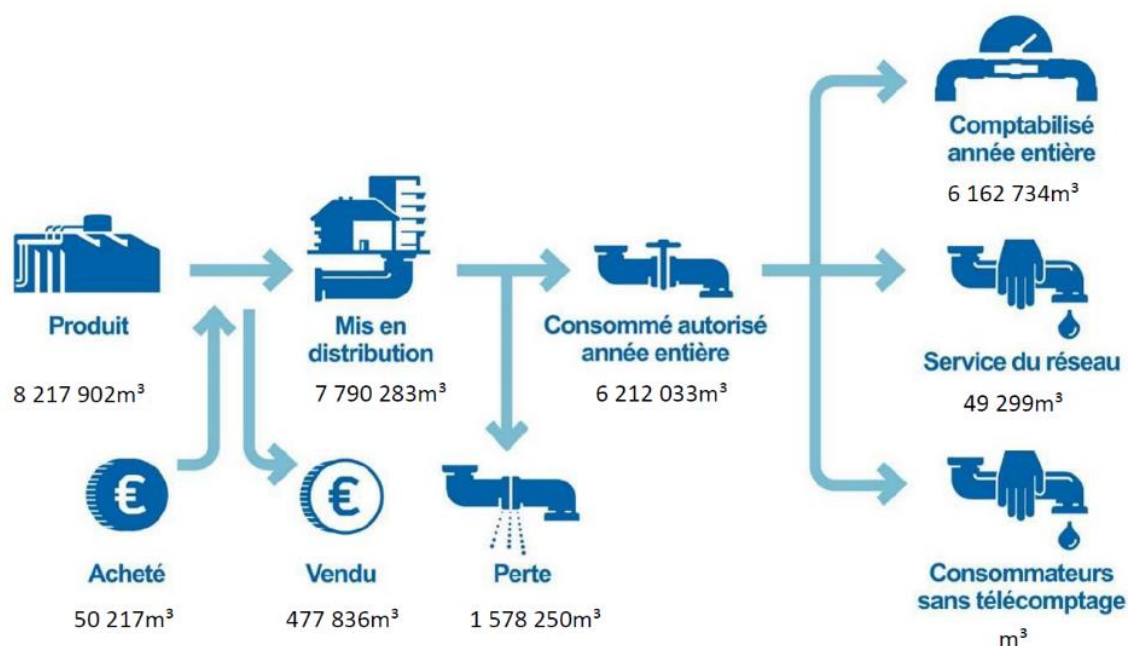 Comptabilisé
année entière
6 162 734m³
Produit
8 217 902m³
Mis en
distribution
7 790 283m³
Consommé autorisé
année entière
6 212 033m³
Service du réseau
49 299m³
€
Acheté
50 217m³
€
Vendu
477 836m³
Perte
1 578 250m³
Consommateurs
sans télécomptage
m³